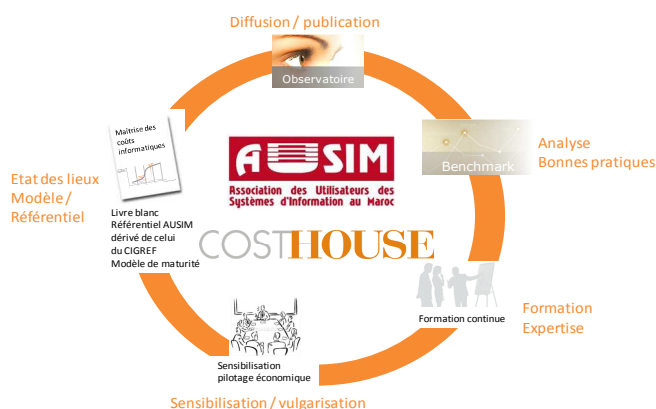 Diffusion / publication
Observatoire
Maîtrise des
coûts
informatiques
AUSIM
Association des Utilisateurs des
Systèmes d'Information au Maroc
Benchmark
Analyse
Bonnes pratiques
Etat des lieux
Modèle /
Référentiel
Livre blanc
Référentiel AUSIM
dérivé de celui
du CIGREF
Modèle de maturité
COSTHOUSE
Formation continue
Formation
Expertise
Sensibilisation
pilotage économique
Sensibilisation / vulgarisation